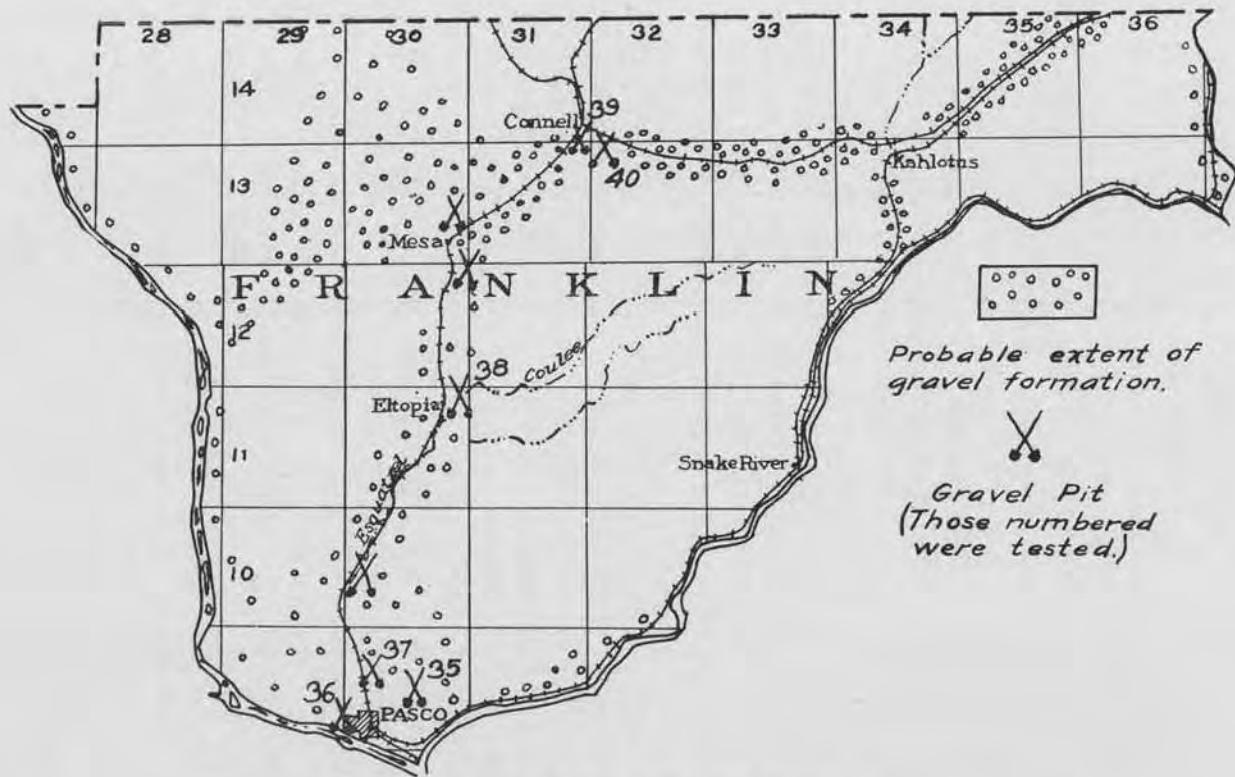 28 29 30 31 32 33 34 35 36
14
39
Connell
Kahlotus
40
13
Mesa
FRANKLIN
12
Probable extent of
gravel formation.
Coulee
38
Eltopia
11
Snake River
Gravel Pit
(Those numbered
were tested.)
Esquatzel
10
37
35
36
PASCO